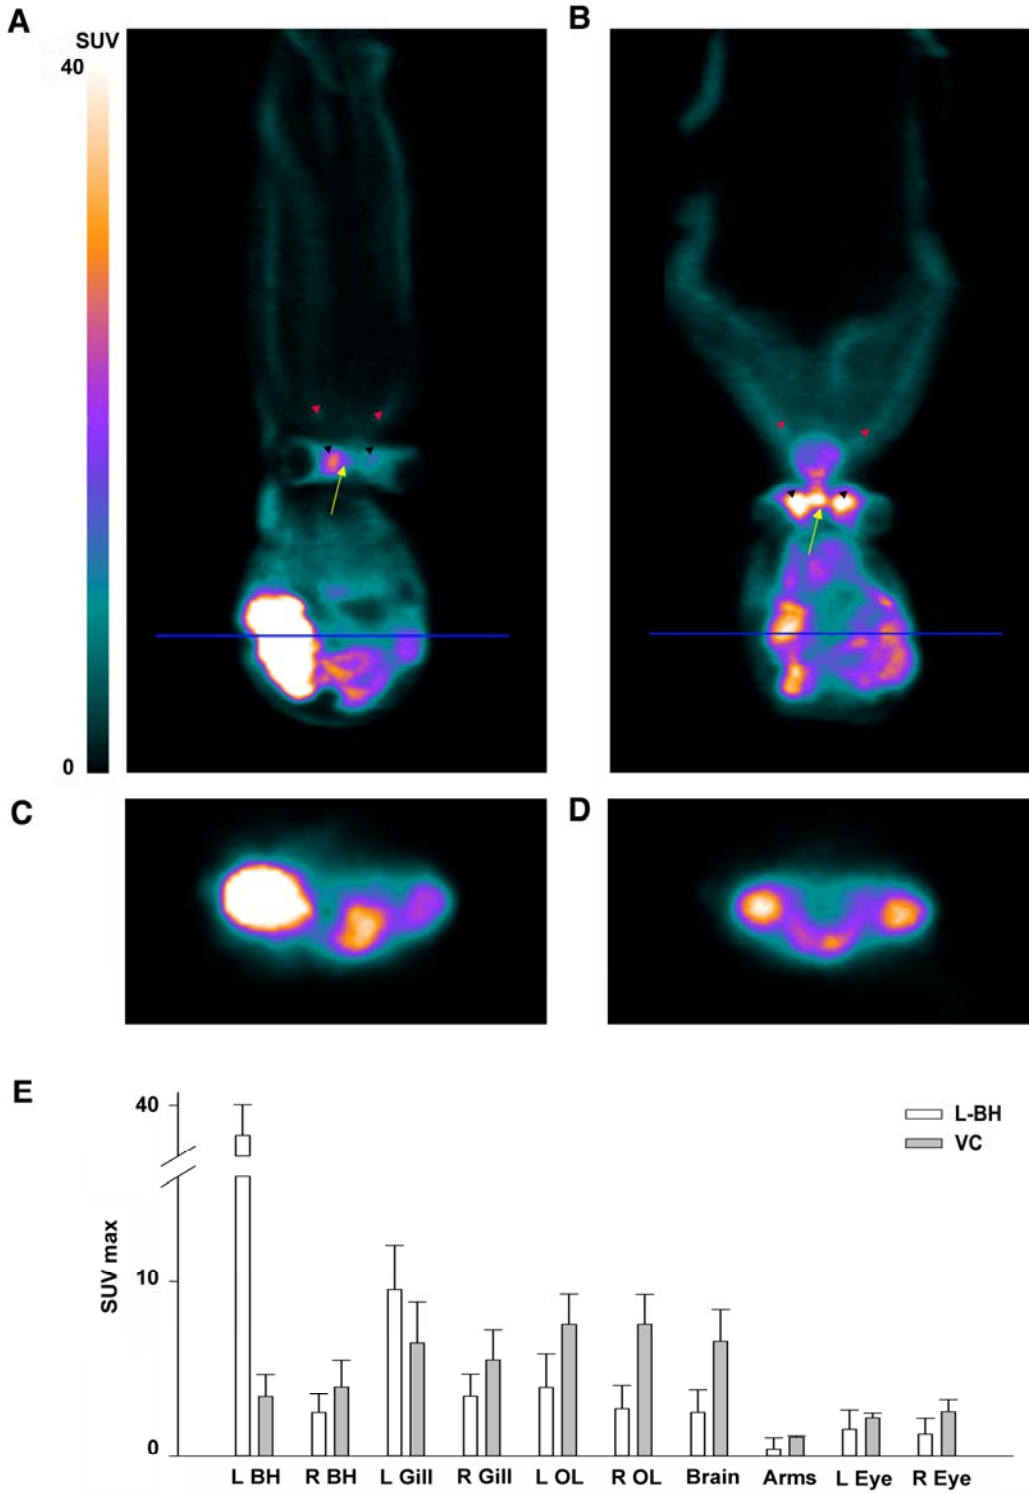 A
B
SUV
40
0
C
D
E
40
L-BH
VC
SUV max
10
0
L BH R BH L Gill R Gill L OL R OL Brain Arms L Eye R Eye